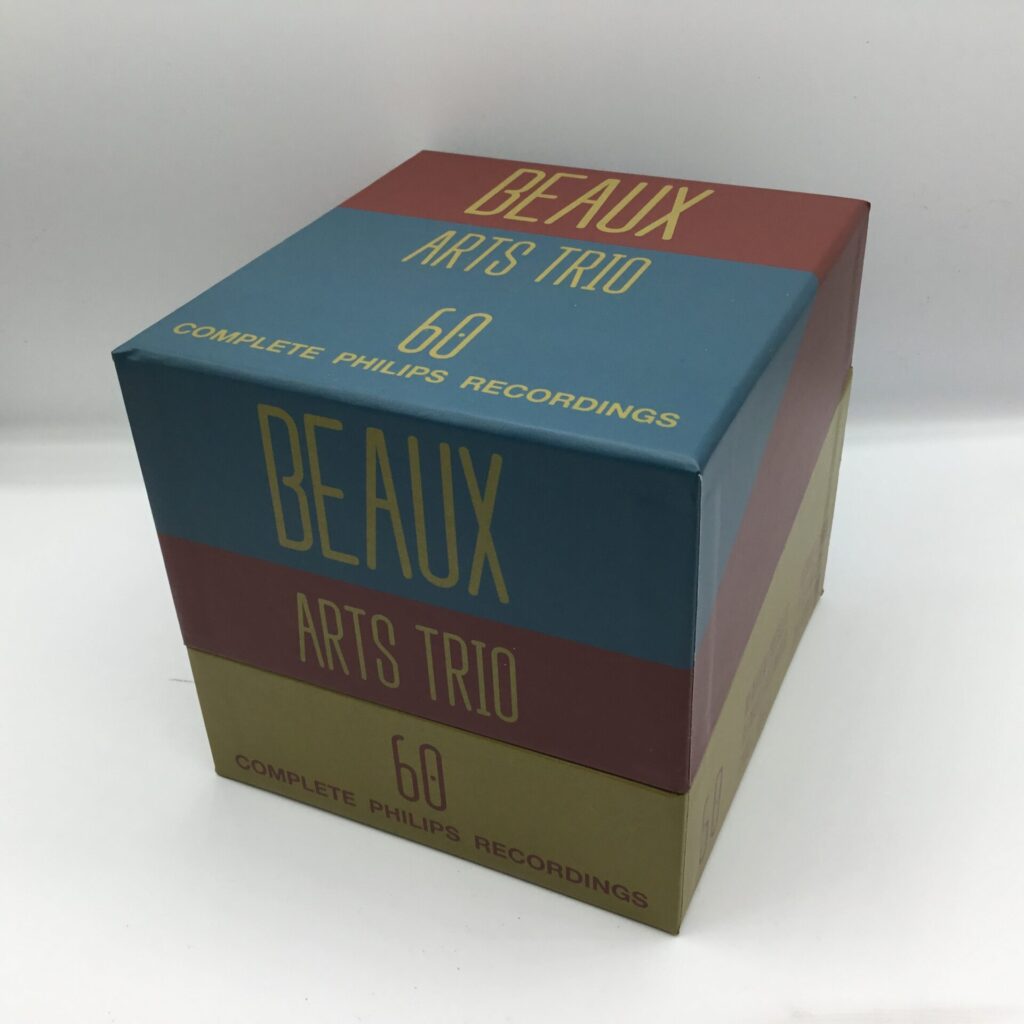 BEAUX
ARTS TRIO
60
COMPLETE PHILIPS RECORDINGS
BEAUX
ARTS TRIO
60
COMPLETE PHILIPS RECORDINGS